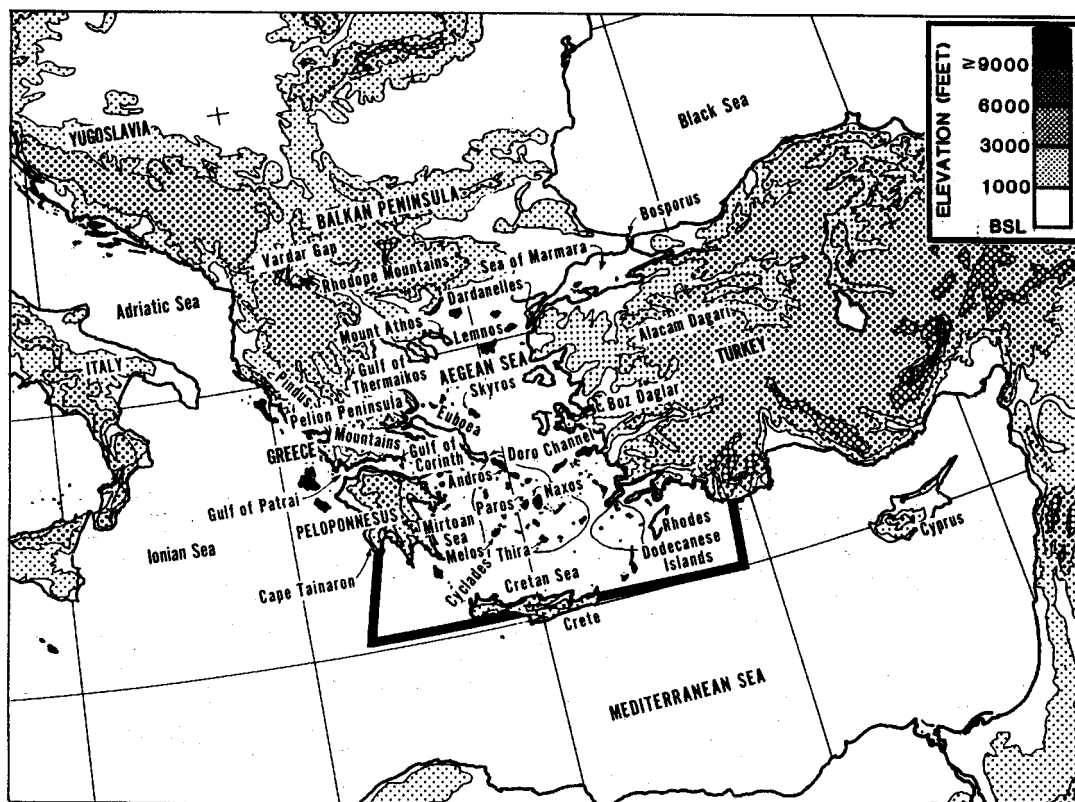 ELEVATION (FEET)
≥9000
6000
3000
1000
BSL
Black Sea
YUGOSLAVIA
BALKAN PENINSULA
Bosporus
Vardar Gap
Rhodope Mountains
Sea of Marmara
Dardanelles
Adriatic Sea
Mount Athos
Lemnos
Alacam Dagari
TURKEY
ITALY
Gulf of
Thermaikos
AEGEAN SEA
Skyros
Pindus
Pelion Peninsula
Euboea
Boz Daglar
Mountains
GREECE
Gulf of
Corinth
Doro Channel
Andros
Naxos
Gulf of Patrai
PELOPONNESUS
Mirtoan
Sea
Paros
Melos
Thira
Rhodes
Cyprus
Ionian Sea
Dodecanese
Islands
Cape Tainaron
Cyclades
Cretan Sea
Crete
MEDITERRANEAN SEA